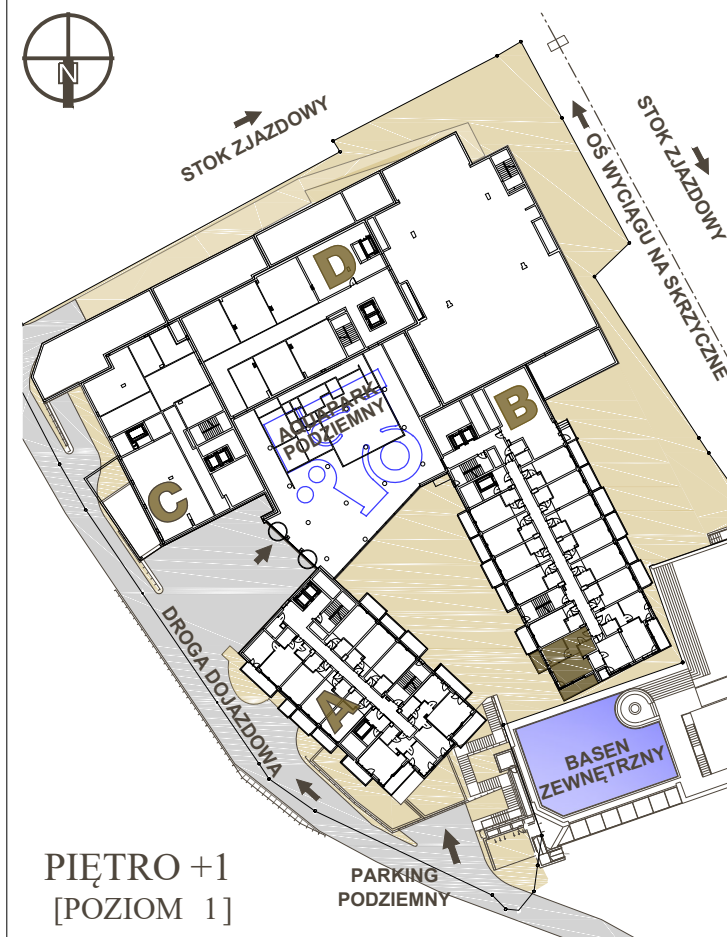 N
STOK ZJAZDOWY
STOK ZJAZDOWY
OŚ WYCIĄGU NA SKRZYCZNE
D
AQUAPARK
PODZIEMNY
B
C
DROGA DOJAZDOWA
A
BASEN
ZEWNĘTRZNY
PIĘTRO +1
[POZIOM 1]
PARKING
PODZIEMNY